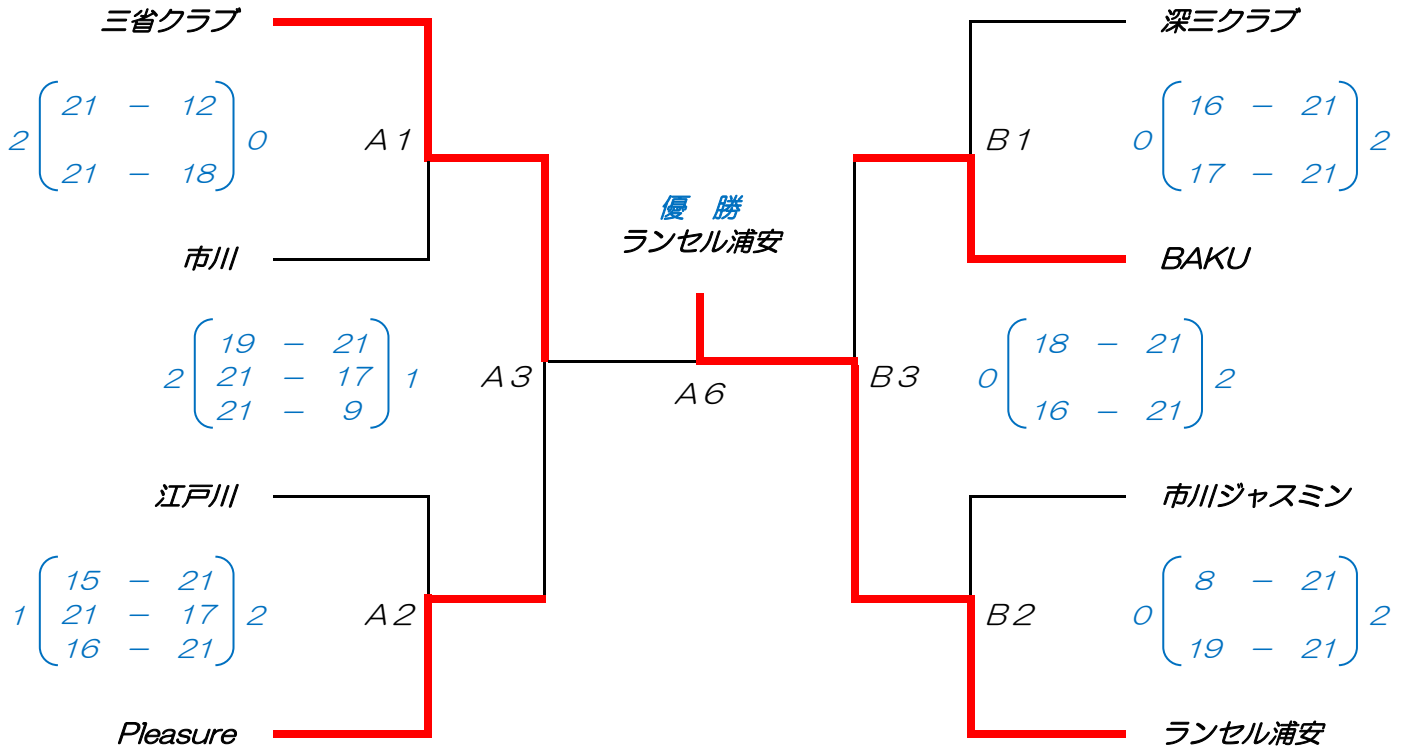 三省クラブ
深三クラブ
21 － 12
2 0
21 － 18
A1
16 － 21
0 2
17 － 21
B1
優 勝
ランセル浦安
市川
BAKU
19 － 21
2 21 － 17 1
21 － 9
A3
A6
B3
18 － 21
0 2
16 － 21
江戸川
市川ジャスミン
15 － 21
1 21 － 17 2
16 － 21
A2
B2
8 － 21
0 2
19 － 21
Pleasure
ランセル浦安